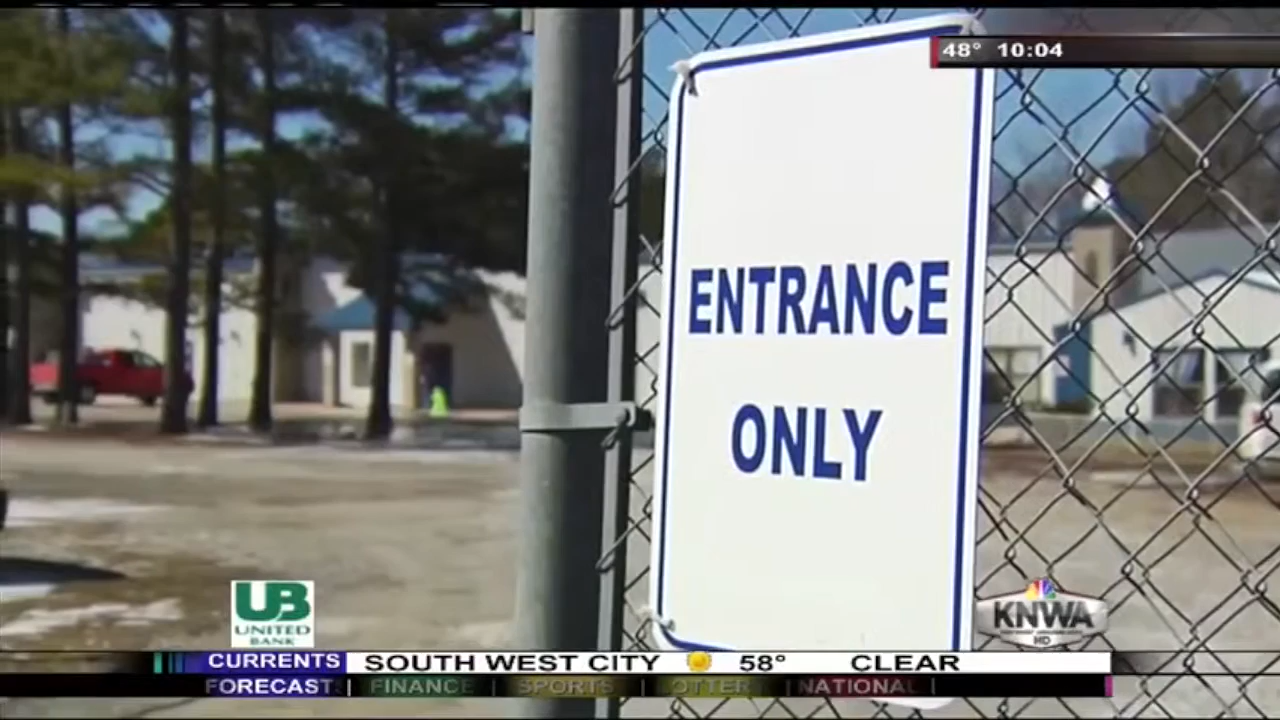 48° 10:04
ENTRANCE
ONLY
UB
UNITED
BANK
KNWA
HD
CURRENTS SOUTH WEST CITY 58° CLEAR
FORECAST FINANCE SPORTS LOTTERY NATIONAL